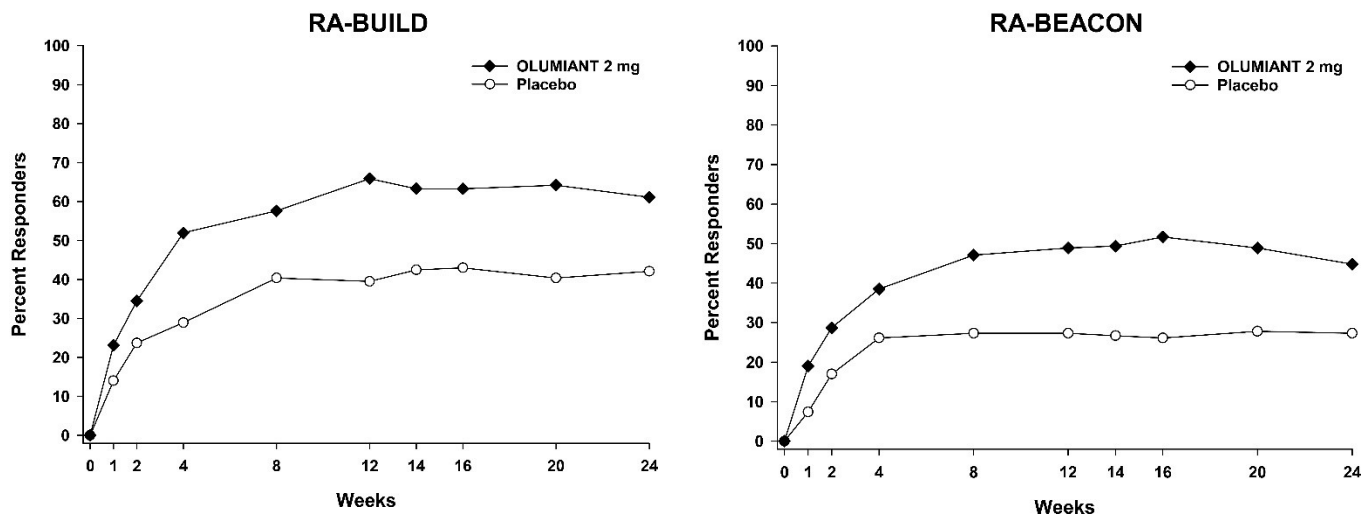 RA-BUILD
100
90
80
70
60
50
40
30
20
10
0
Percent Responders
OLUMIANT 2 mg
Placebo
0 1 2 4 8 12 14 16 20 24
Weeks
RA-BEACON
100
90
80
70
60
50
40
30
20
10
0
Percent Responders
OLUMIANT 2 mg
Placebo
0 1 2 4 8 12 14 16 20 24
Weeks